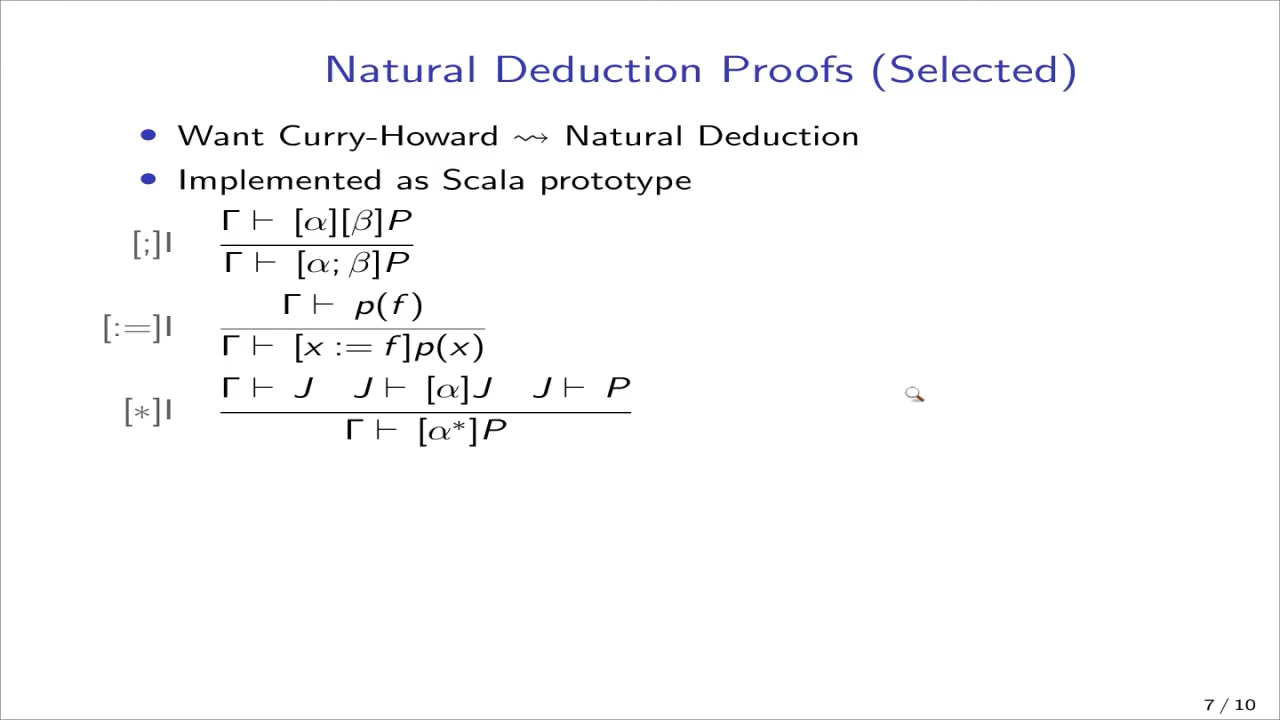 Natural Deduction Proofs (Selected)
• Want Curry-Howard ⇝ Natural Deduction
• Implemented as Scala prototype
Γ ⊢ [α][β]P
[;]I
Γ ⊢ [α; β]P
Γ ⊢ p(f)
[:=]I
Γ ⊢ [x := f]p(x)
Γ ⊢ J J ⊢ [α]J J ⊢ P
[∗]I
Γ ⊢ [α*]P
7 / 10